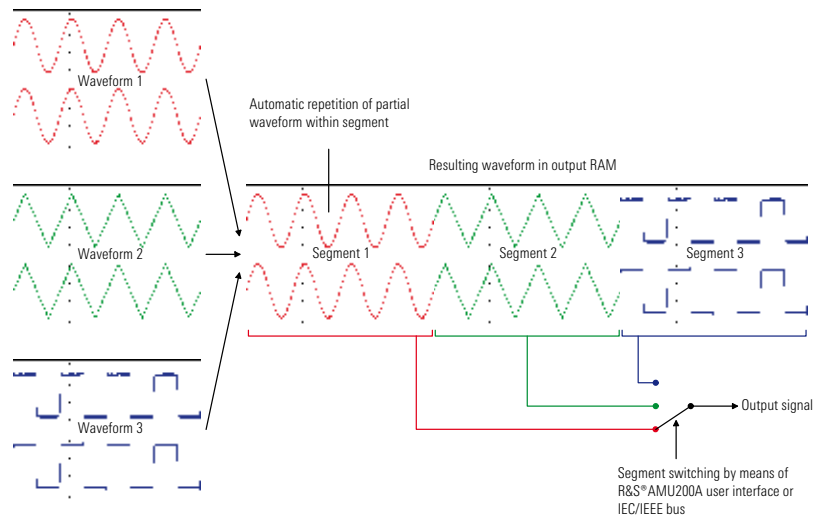 Waveform 1
Automatic repetition of partial
waveform within segment
Resulting waveform in output RAM
Waveform 2
Segment 1
Segment 2
Segment 3
Waveform 3
Output signal
Segment switching by means of
R&S®AMU200A user interface or
IEC/IEEE bus